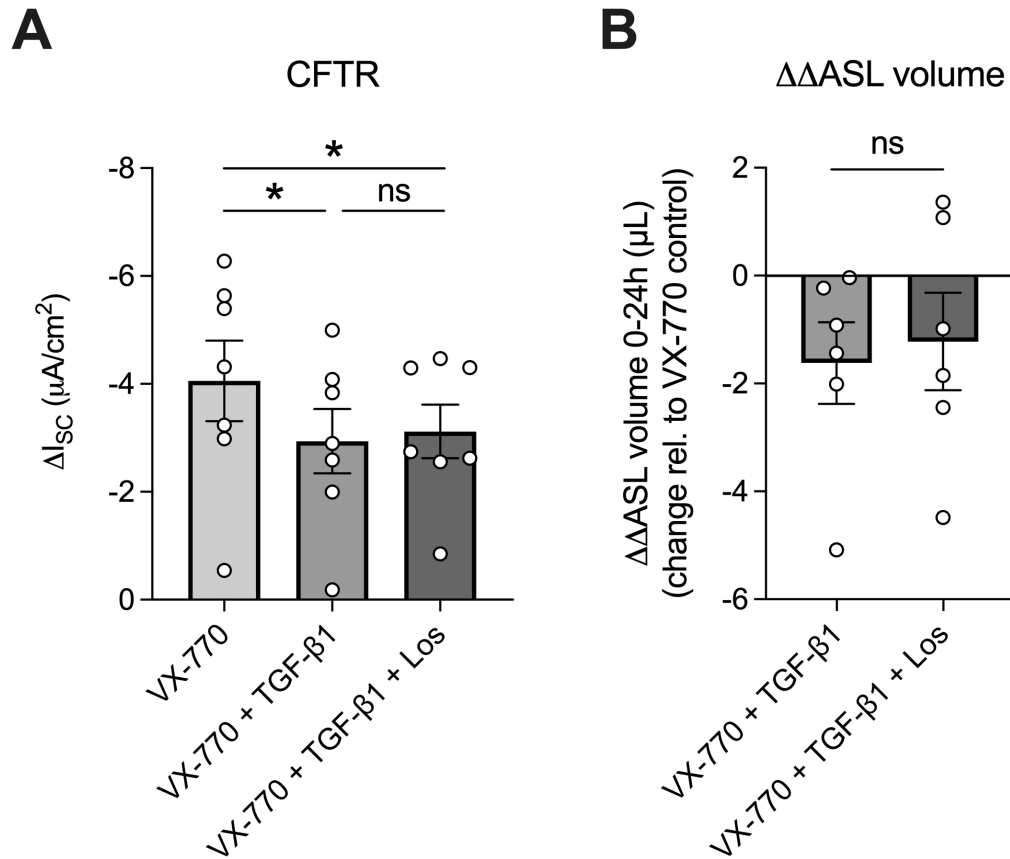 A
CFTR
-8
-6
-4
-2
0
ΔI_SC (μA/cm²)
*
*
ns
VX-770
VX-770 + TGF-β1
VX-770 + TGF-β1 + Los
B
ΔΔASL volume
2
0
-2
-4
-6
ΔΔASL volume 0-24h (μL)
(change rel. to VX-770 control)
ns
VX-770 + TGF-β1
VX-770 + TGF-β1 + Los